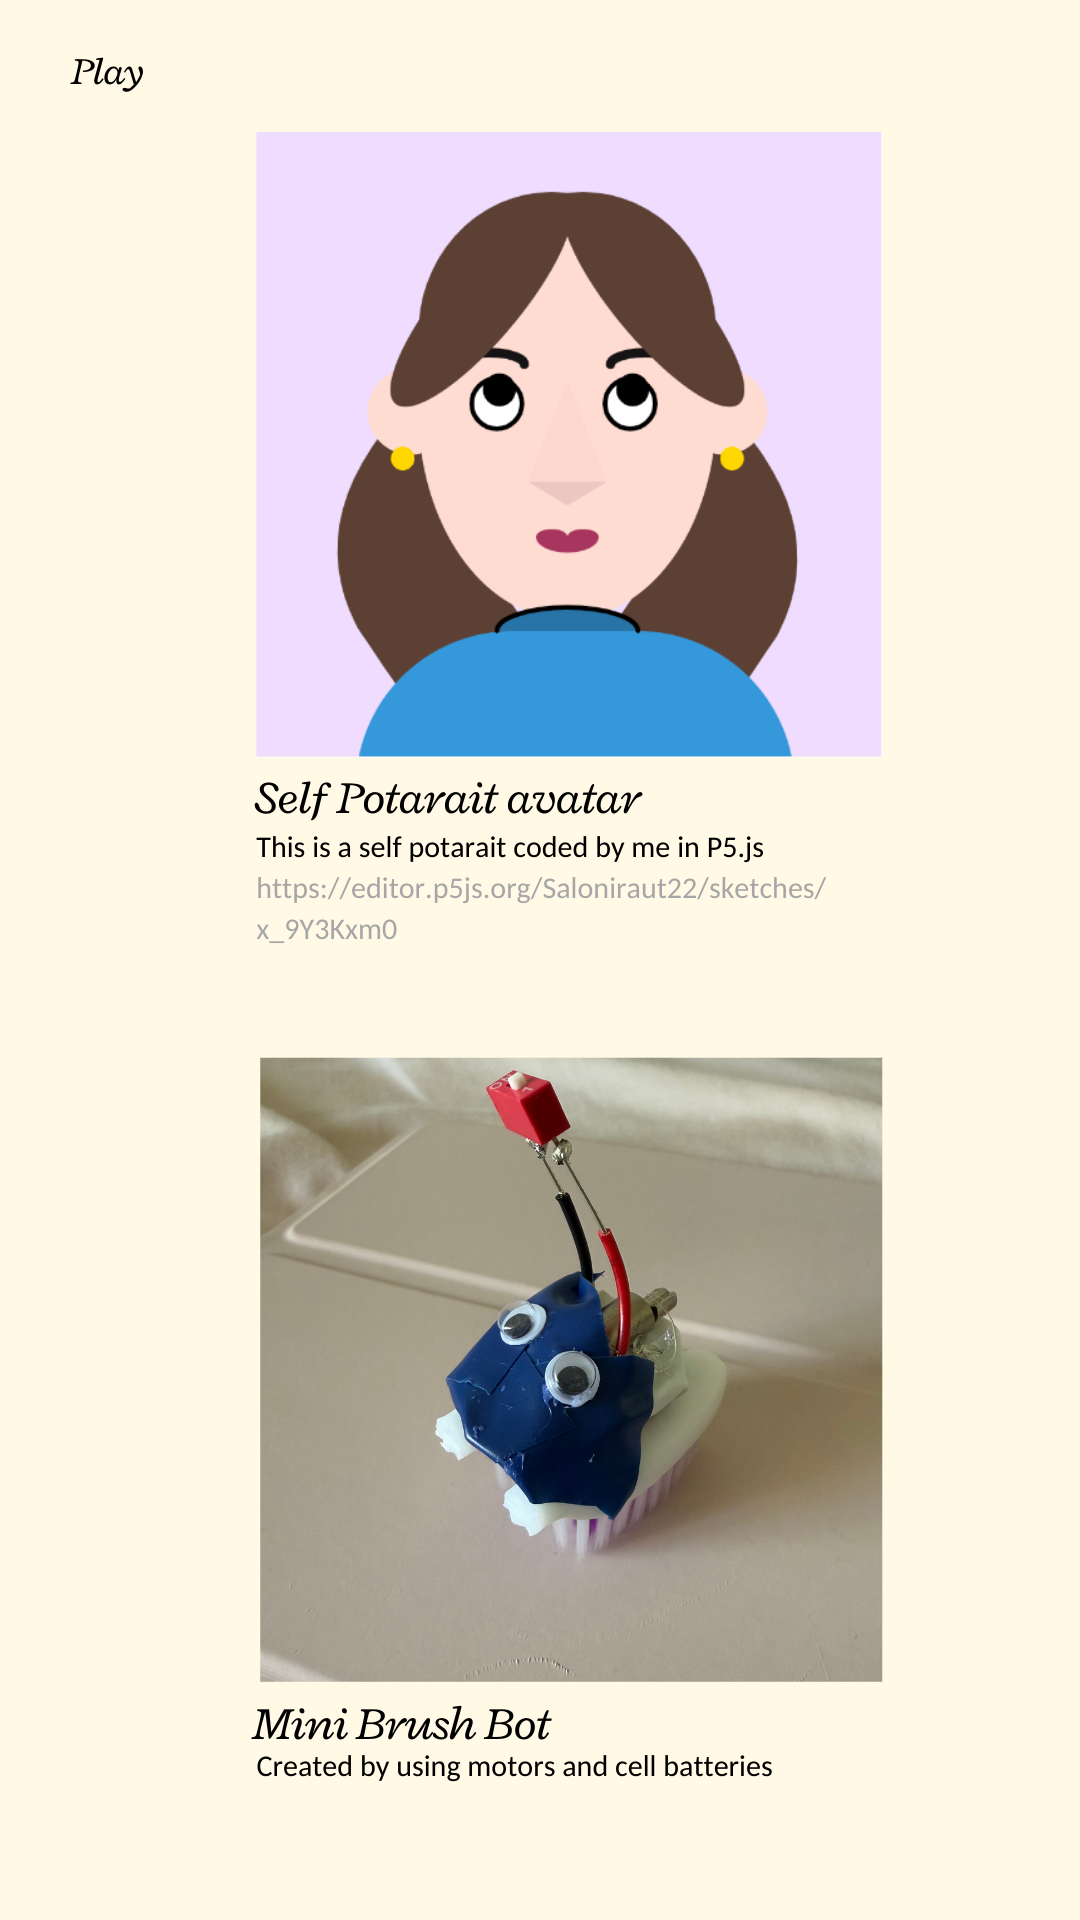 Play
Self Potarait avatar
This is a self potarait coded by me in P5.js
https://editor.p5js.org/Saloniraut22/sketches/
x_9Y3Kxm0
Mini Brush Bot
Created by using motors and cell batteries